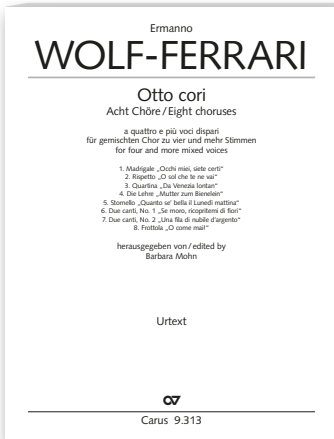 Ermanno
WOLF-FERRARI
Otto cori
Acht Chöre / Eight choruses
a quattro e più voci dispari
für gemischten Chor zu vier und mehr Stimmen
for four and more mixed voices
1. Madrigale „Occhi miei, siete certi“
2. Rispetto „O sol che te ne vai“
3. Quartina „Da Venezia lontan“
4. Die Lehre „Mutter zum Bienelein“
5. Stornello „Quanto se’ bella il Lunedì mattina“
6. Due canti, No. 1 „Se moro, ricopritemi di fiori“
7. Due canti, No. 2 „Una fila di nubile d’argento“
8. Frottola „O come mai!“
herausgegeben von / edited by
Barbara Mohn
Urtext
Carus 9.313